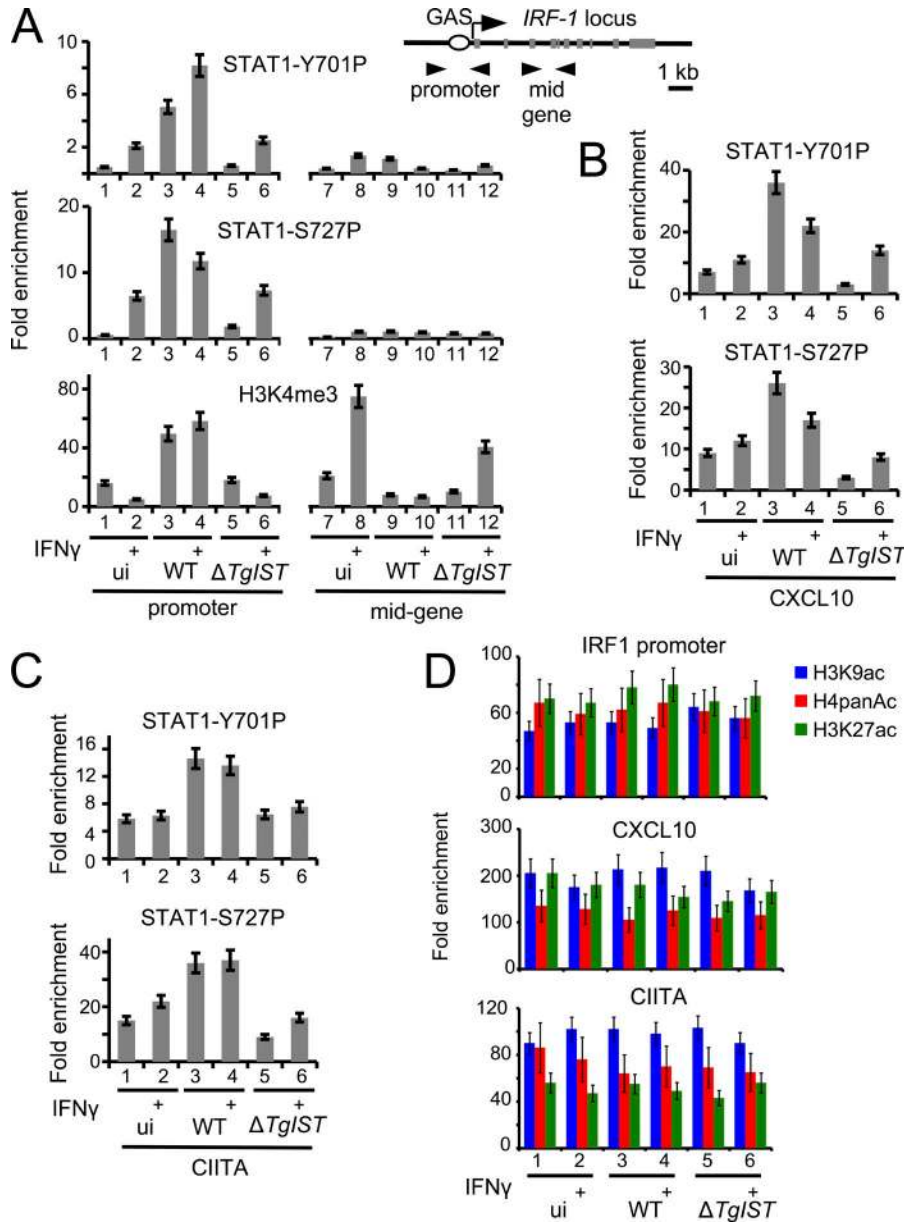 A
GAS
IRF-1 locus
promoter
mid
gene
1 kb
Fold enrichment
STAT1-Y701P
10
8
6
4
2
1 2 3 4 5 6
7 8 9 10 11 12
STAT1-S727P
20
10
0
1 2 3 4 5 6
7 8 9 10 11 12
H3K4me3
80
40
0
1 2 3 4 5 6
7 8 9 10 11 12
IFNγ + + + + + +
ui WT ΔTgIST ui WT ΔTgIST
promoter mid-gene
B
STAT1-Y701P
Fold enrichment
40
20
0
1 2 3 4 5 6
STAT1-S727P
Fold enrichment
30
20
10
0
1 2 3 4 5 6
IFNγ + + +
ui WT ΔTgIST
CXCL10
C
STAT1-Y701P
Fold enrichment
16
12
8
4
0
1 2 3 4 5 6
STAT1-S727P
Fold enrichment
40
20
0
1 2 3 4 5 6
IFNγ + + +
ui WT ΔTgIST
CIITA
D
IRF1 promoter
H3K9ac
H4panAc
H3K27ac
Fold enrichment
100
60
40
0
CXCL10
300
200
100
0
CIITA
120
80
40
0
1 2 3 4 5 6
IFNγ + + +
ui WT ΔTgIST